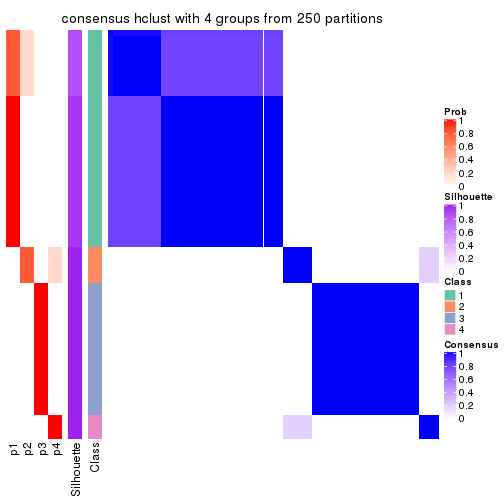 consensus hclust with 4 groups from 250 partitions
Prob
1
0.8
0.6
0.4
0.2
0
Silhouette
1
0.8
0.6
0.4
0.2
0
Class
1
2
3
4
Consensus
1
0.8
0.6
0.4
0.2
0
p1
p2
p3
p4
Silhouette
Class